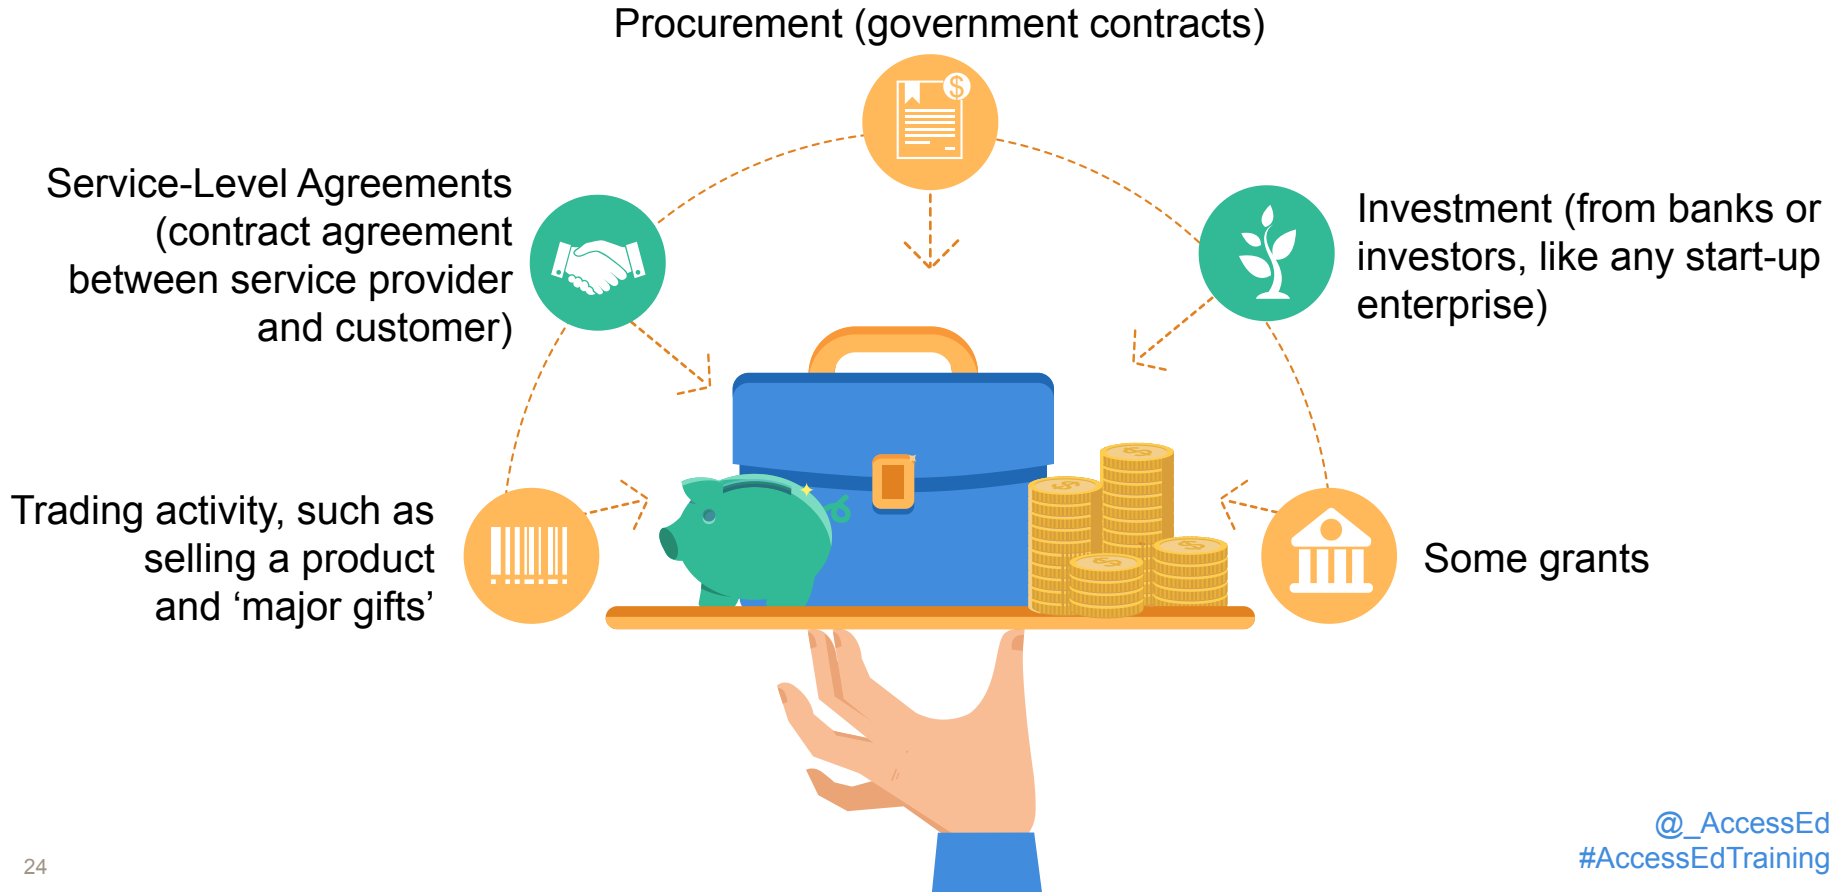 Procurement (government contracts)
Service-Level Agreements
(contract agreement
between service provider
and customer)
Investment (from banks or
investors, like any start-up
enterprise)
Trading activity, such as
selling a product
and ‘major gifts’
Some grants
@_AccessEd
#AccessEdTraining
24